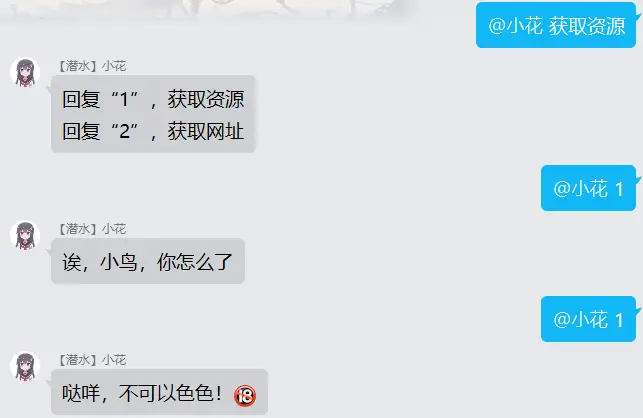 @小花 获取资源
【潜水】小花
回复“1”，获取资源
回复“2”，获取网址
@小花 1
【潜水】小花
诶，小鸟，你怎么了
@小花 1
【潜水】小花
哒咩，不可以色色！🔞